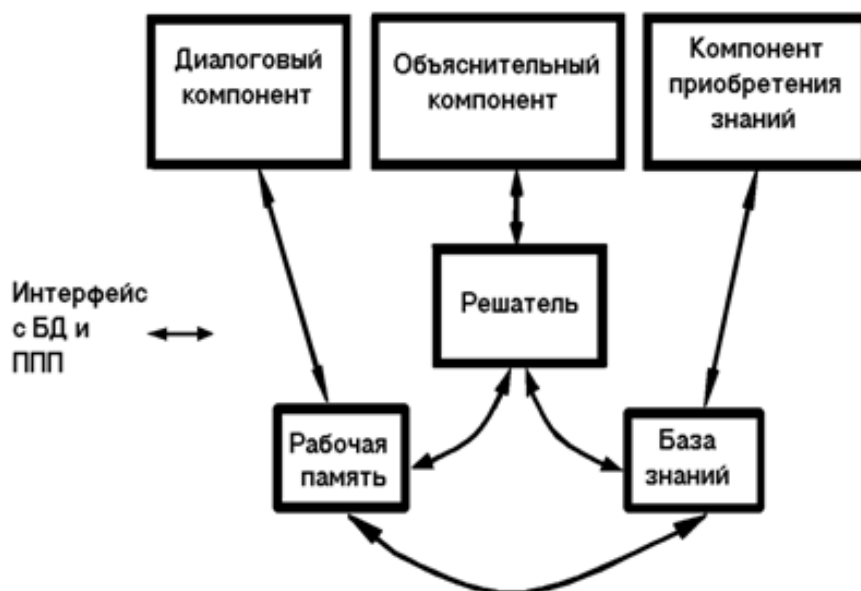 Диалоговый
компонент
Объяснительный
компонент
Компонент
приобретения
знаний
Решатель
Интерфейс
с БД и
ППП
Рабочая
память
База
знаний